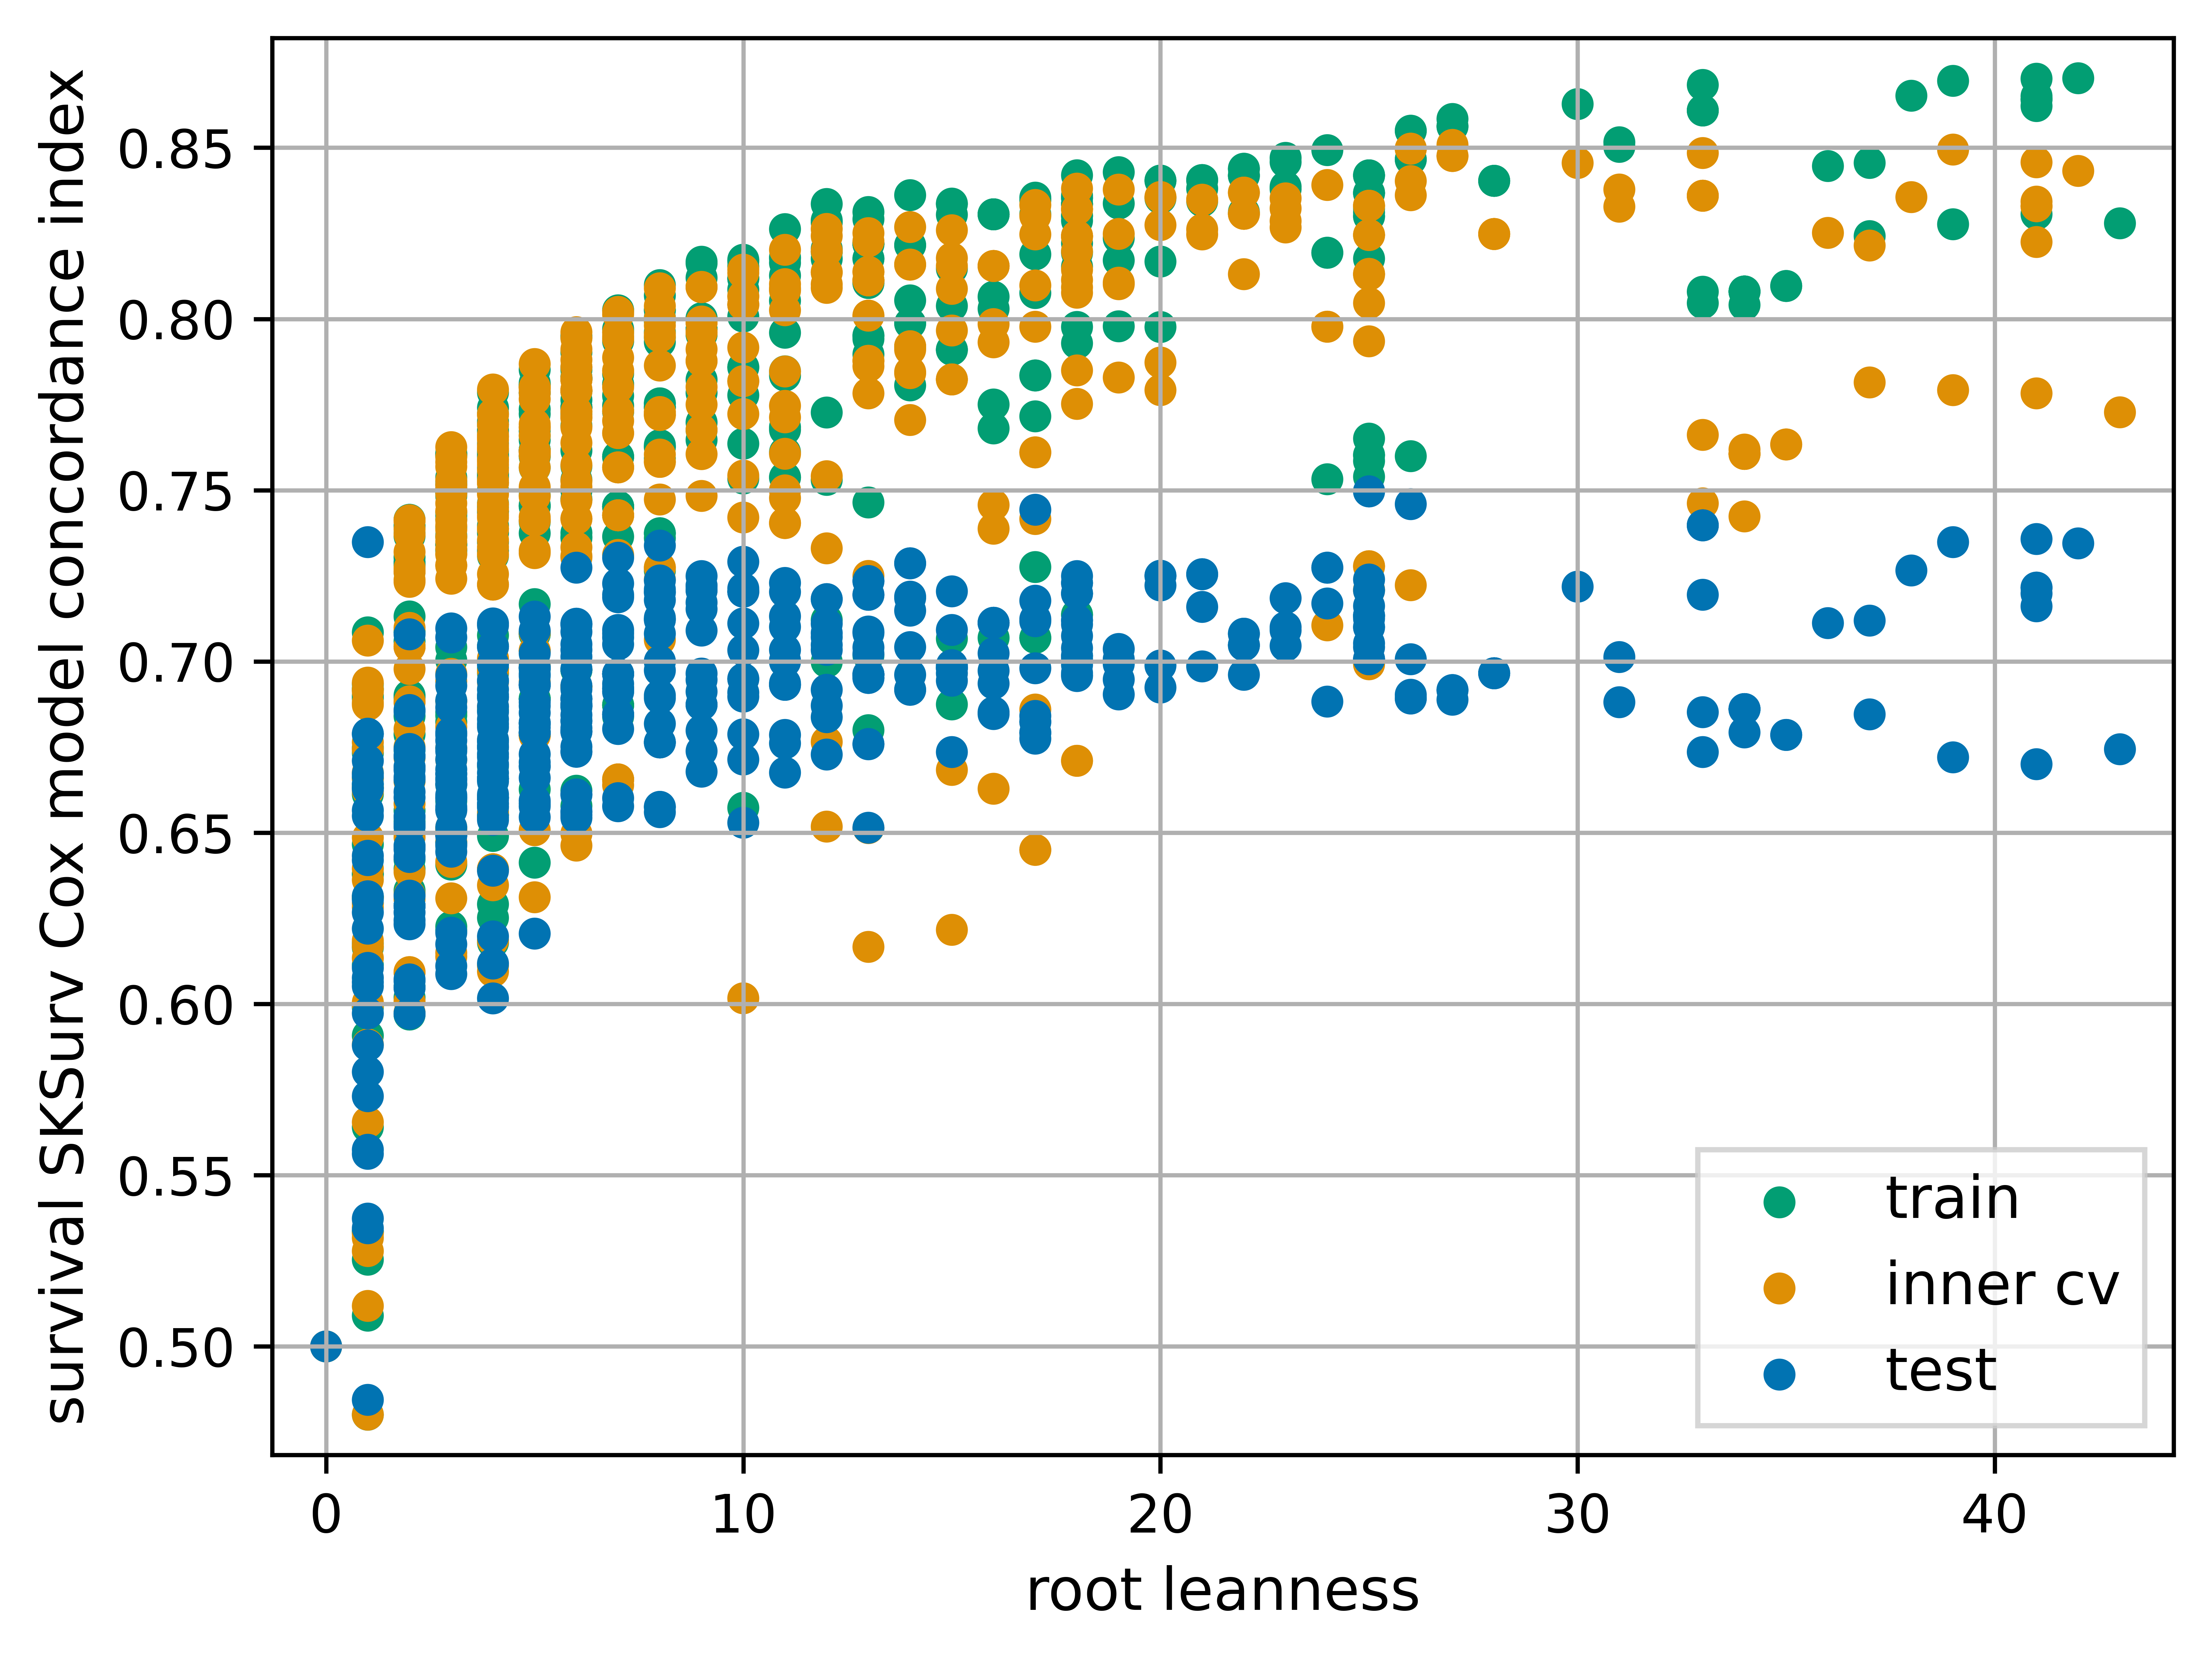 survival SKSurv Cox model concordance index
0.85
0.80
0.75
0.70
0.65
0.60
0.55
0.50
0 10 20 30 40
root leanness
train
inner cv
test